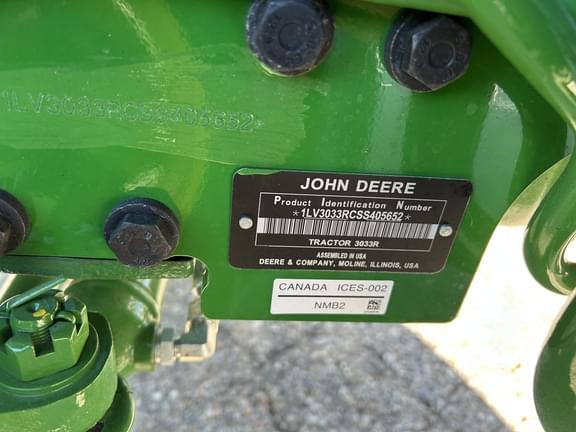 1LV3033RCSS405652*
JOHN DEERE
Product Identification Number
*1LV3033RCSS405652*
TRACTOR 3033R
ASSEMBLED IN USA
DEERE & COMPANY, MOLINE, ILLINOIS, USA
CANADA ICES-002
NMB2